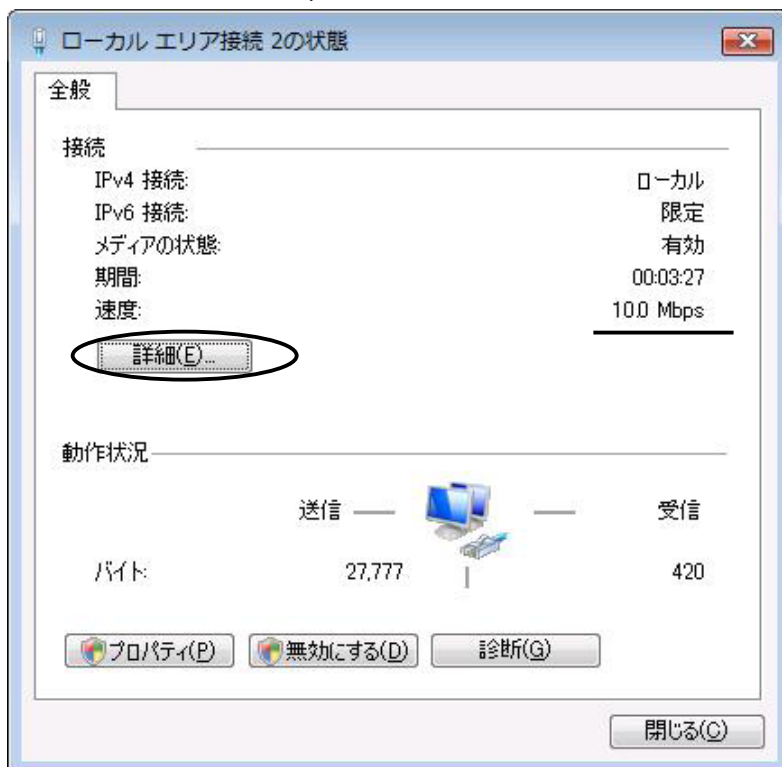 ローカル エリア接続 2の状態
全般
接続
IPv4 接続: ローカル
IPv6 接続: 限定
メディアの状態: 有効
期間: 00:03:27
速度: 10.0 Mbps
詳細(E)...
動作状況
送信 受信
バイト: 27,777 420
プロパティ(P) 無効にする(D) 診断(G)
閉じる(C)